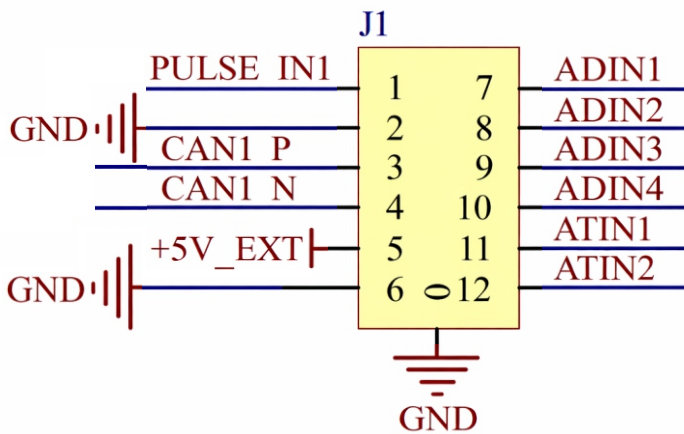 J1
PULSE_IN1 1 7 ADIN1
GND 2 8 ADIN2
CAN1_P 3 9 ADIN3
CAN1_N 4 10 ADIN4
+5V_EXT 5 11 ATIN1
GND 6 0 12 ATIN2
GND